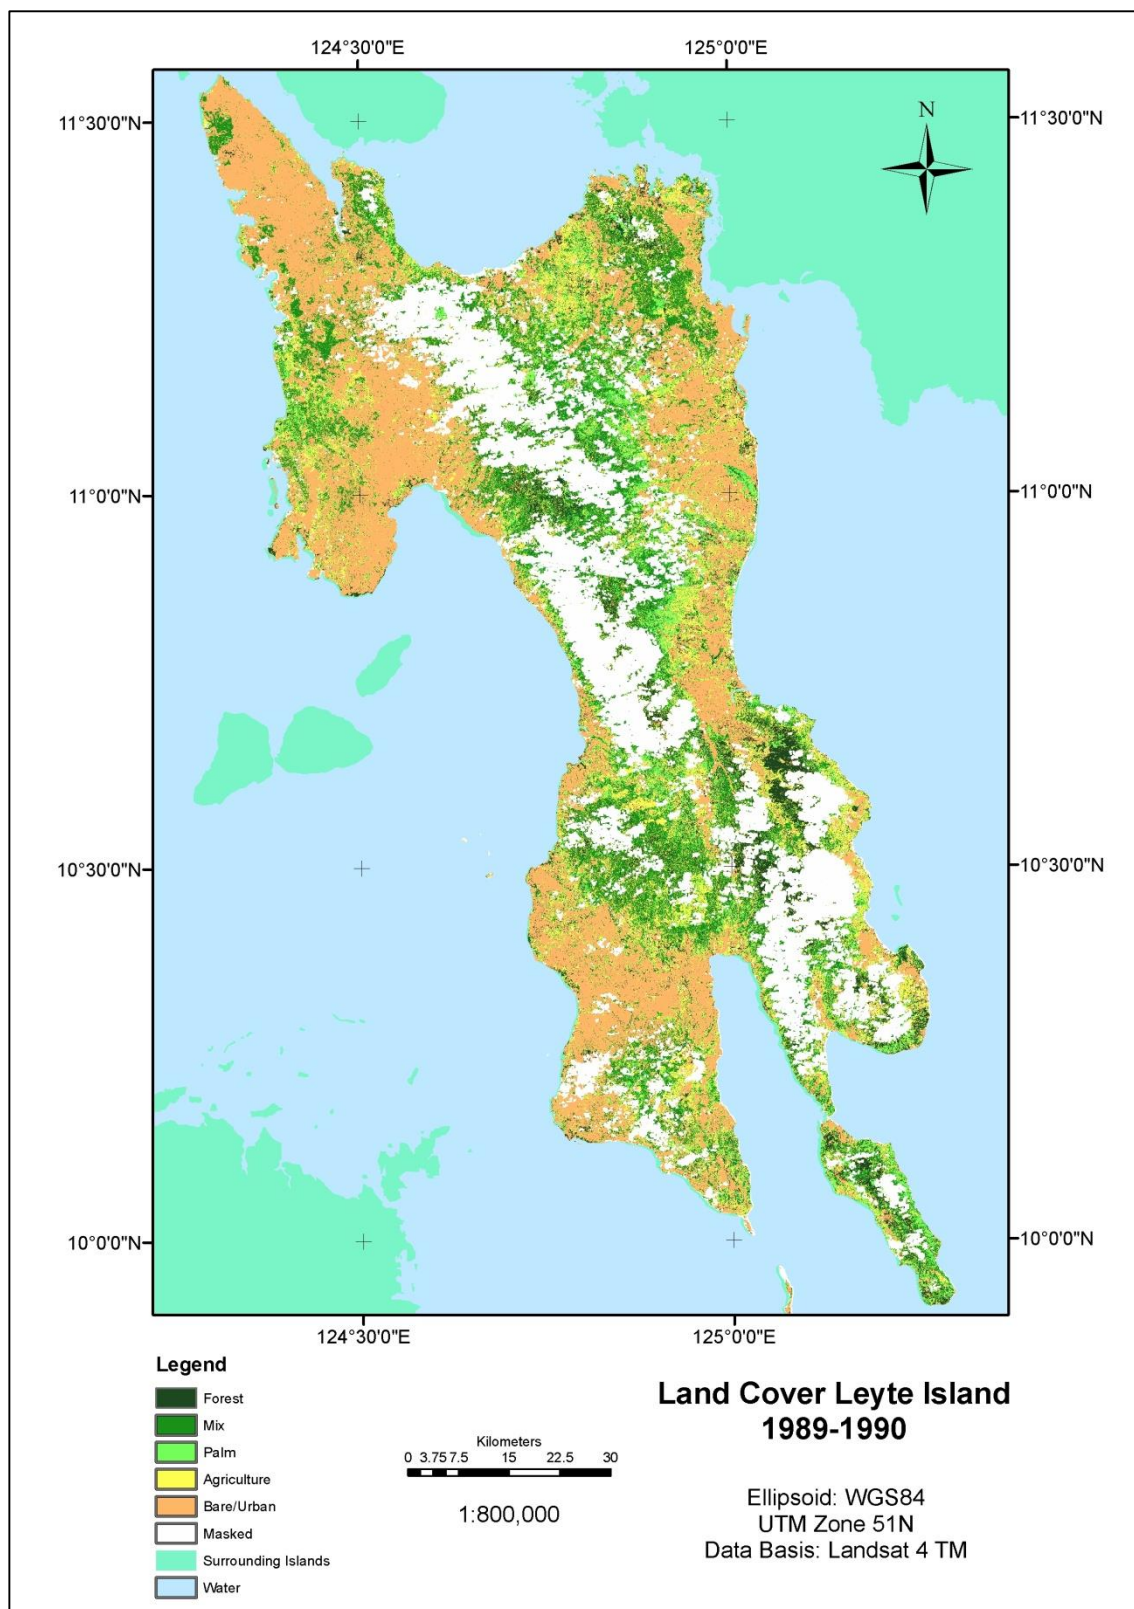 124°30'0"E 125°0'0"E
11°30'0"N 11°30'0"N
N
11°0'0"N 11°0'0"N
10°30'0"N 10°30'0"N
10°0'0"N 10°0'0"N
124°30'0"E 125°0'0"E
Legend
Forest
Mix
Palm
Agriculture
Bare/Urban
Masked
Surrounding Islands
Water
Kilometers
0 3.75 7.5 15 22.5 30
1:800,000
Land Cover Leyte Island
1989-1990
Ellipsoid: WGS84
UTM Zone 51N
Data Basis: Landsat 4 TM